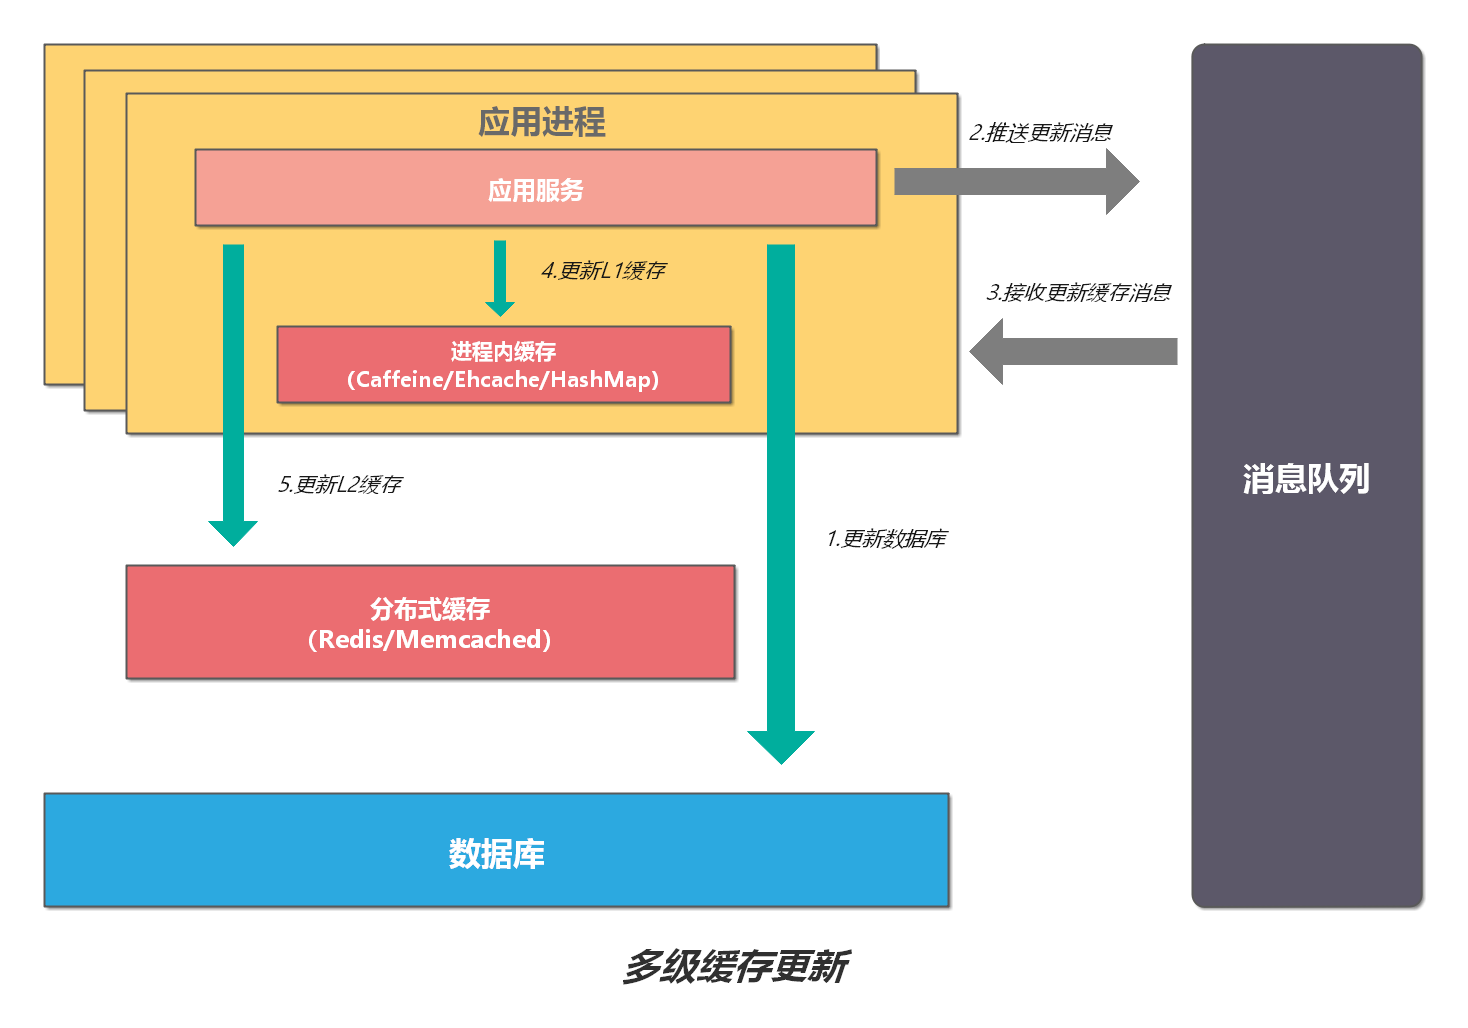 应用进程
应用服务
2.推送更新消息
4.更新L1缓存
3.接收更新缓存消息
进程内缓存
（Caffeine/Ehcache/HashMap）
消息队列
5.更新L2缓存
1.更新数据库
分布式缓存
（Redis/Memcached）
数据库
多级缓存更新